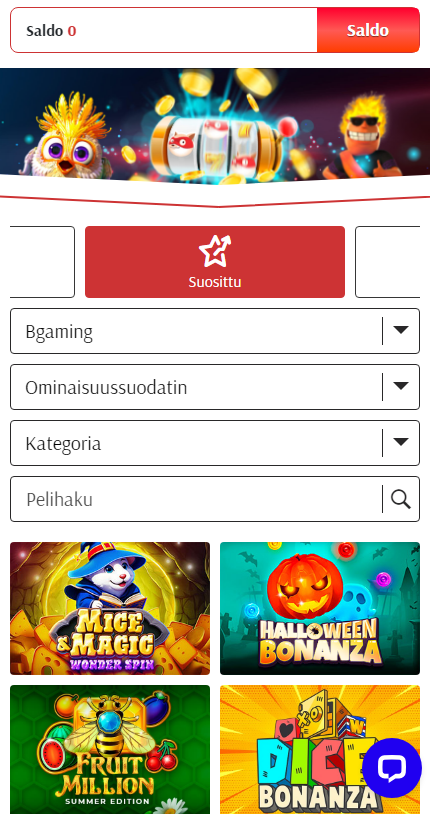 Saldo 0
Saldo
Suosittu
Bgaming
Ominaisuussuodatin
Kategoria
Pelihaku
MICE
& MAGIC
WONDER SPIN
HALLOWEEN
BONANZA
FRUIT
MILLION
SUMMER EDITION
DICE
BONANZA